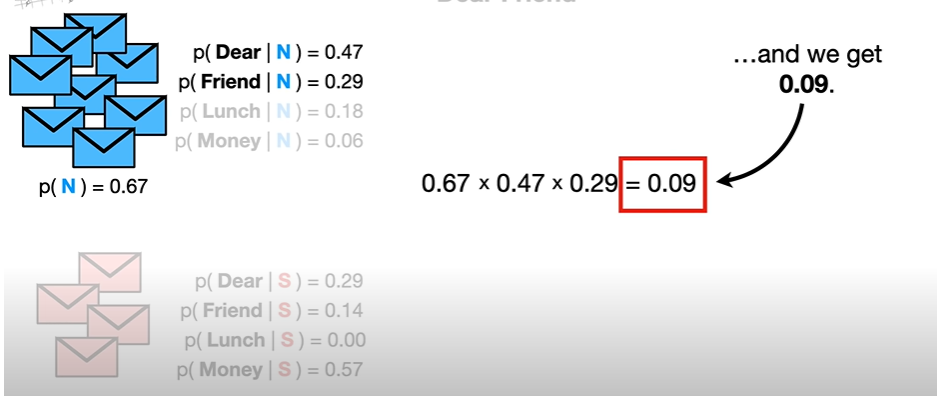 Dear Friend
p( Dear | N ) = 0.47
p( Friend | N ) = 0.29
p( Lunch | N ) = 0.18
p( Money | N ) = 0.06
p( N ) = 0.67
...and we get
0.09.
0.67 x 0.47 x 0.29 = 0.09
p( Dear | S ) = 0.29
p( Friend | S ) = 0.14
p( Lunch | S ) = 0.00
p( Money | S ) = 0.57